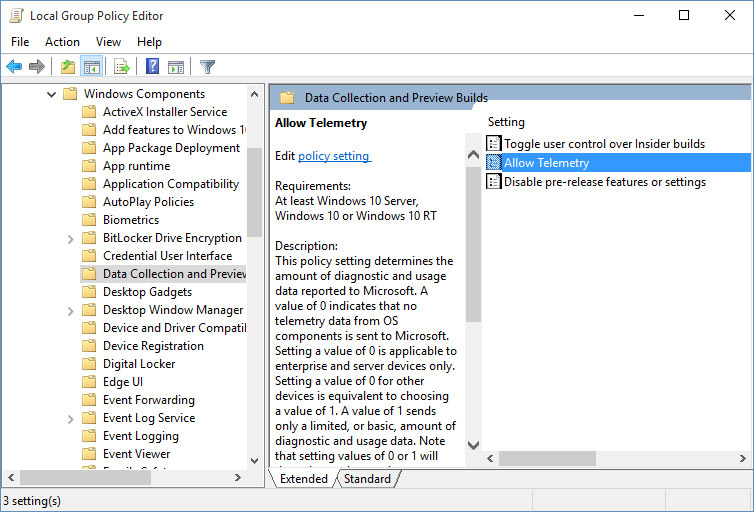 Local Group Policy Editor
File Action View Help
Windows Components
ActiveX Installer Service
Add features to Windows 10
App Package Deployment
App runtime
Application Compatibility
AutoPlay Policies
Biometrics
BitLocker Drive Encryption
Credential User Interface
Data Collection and Preview
Desktop Gadgets
Desktop Window Manager
Device and Driver Compati
Device Registration
Digital Locker
Edge UI
Event Forwarding
Event Log Service
Event Logging
Event Viewer
Data Collection and Preview Builds
Allow Telemetry
Edit policy setting
Requirements:
At least Windows 10 Server,
Windows 10 or Windows 10 RT
Description:
This policy setting determines the
amount of diagnostic and usage
data reported to Microsoft. A
value of 0 indicates that no
telemetry data from OS
components is sent to Microsoft.
Setting a value of 0 is applicable to
enterprise and server devices only.
Setting a value of 0 for other
devices is equivalent to choosing
a value of 1. A value of 1 sends
only a limited, or basic, amount of
diagnostic and usage data. Note
that setting values of 0 or 1 will
Setting
Toggle user control over Insider builds
Allow Telemetry
Disable pre-release features or settings
Extended Standard
3 setting(s)